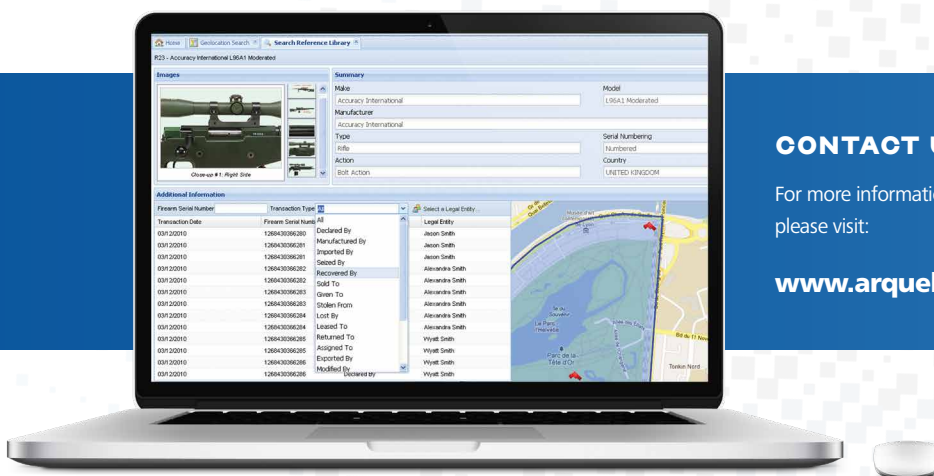 Home Geolocation Search Search Reference Library
R23 - Accuracy International L96A1 Moderated
Images
Close-up #1: Right Side
Summary
Make
Accuracy International
Model
L96A1 Moderated
Manufacturer
Accuracy International
Type
Rifle
Serial Numbering
Numbered
Action
Bolt Action
Country
UNITED KINGDOM
Additional Information
Firearm Serial Number Transaction Type All Select a Legal Entity...
Transaction Date Firearm Serial Legal Entity
03/12/2010 1268430366280 Jason Smith
03/12/2010 1268430366281 Jason Smith
03/12/2010 1268430366281 Jason Smith
03/12/2010 1268430366282 Alexandra Smith
03/12/2010 1268430366282 Alexandra Smith
03/12/2010 1268430366283 Alexandra Smith
03/12/2010 1268430366283 Alexandra Smith
03/12/2010 1268430366284 Alexandra Smith
03/12/2010 1268430366284 Alexandra Smith
03/12/2010 1268430366285 Wyatt Smith
03/12/2010 1268430366285 Wyatt Smith
03/12/2010 1268430366286 Wyatt Smith
03/12/2010 1268430366286 Declared By Wyatt Smith
All
Declared By
Manufactured By
Imported By
Seized By
Recovered By
Sold To
Given To
Stolen From
Lost By
Leased To
Returned To
Assigned To
Exported By
Modified By
Parc de la
Tête d'Or
Tonkin Nord
CONTACT U
For more informatio
please visit:
www.arquel